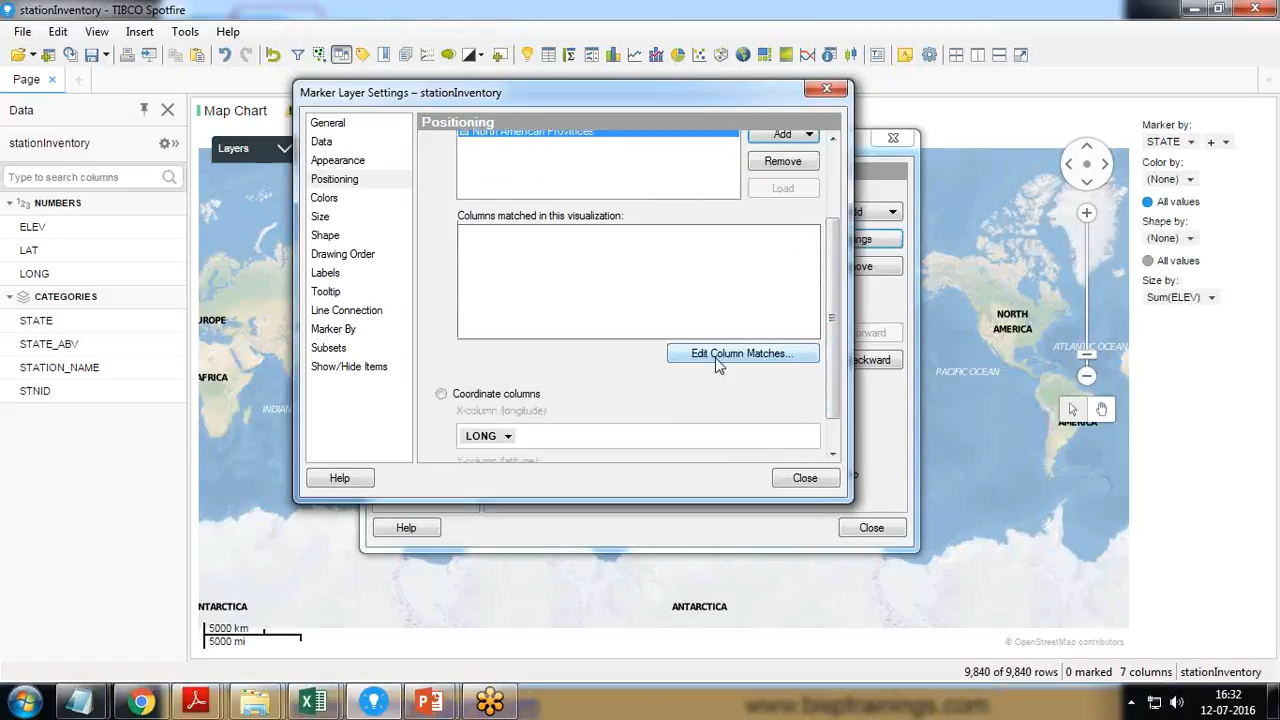 stationInventory - TIBCO Spotfire
File Edit View Insert Tools Help
Page
Data
stationInventory
Type to search columns
123 NUMBERS
ELEV
LAT
LONG
CATEGORIES
STATE
STATE_ABV
STATION_NAME
STNID
Map Chart
Layers
Marker Layer Settings – stationInventory
General
Data
Appearance
Positioning
Colors
Size
Shape
Drawing Order
Labels
Tooltip
Line Connection
Marker By
Subsets
Show/Hide Items
Positioning
North American Provinces
Add
Remove
Load
Columns matched in this visualization:
Edit Column Matches...
Coordinate columns
X-column (longitude):
LONG
Y-column (latitude):
Help
Close
Help
Close
NORTH
AMERICA
ATLANTIC OCEAN
PACIFIC OCEAN
AMERICA
ANTARCTICA
5000 km
5000 mi
© OpenStreetMap contributors
Marker by:
STATE
Color by:
(None)
All values
Shape by:
(None)
All values
Size by:
Sum(ELEV)
9,840 of 9,840 rows 0 marked 7 columns stationInventory
16:32
12-07-2016